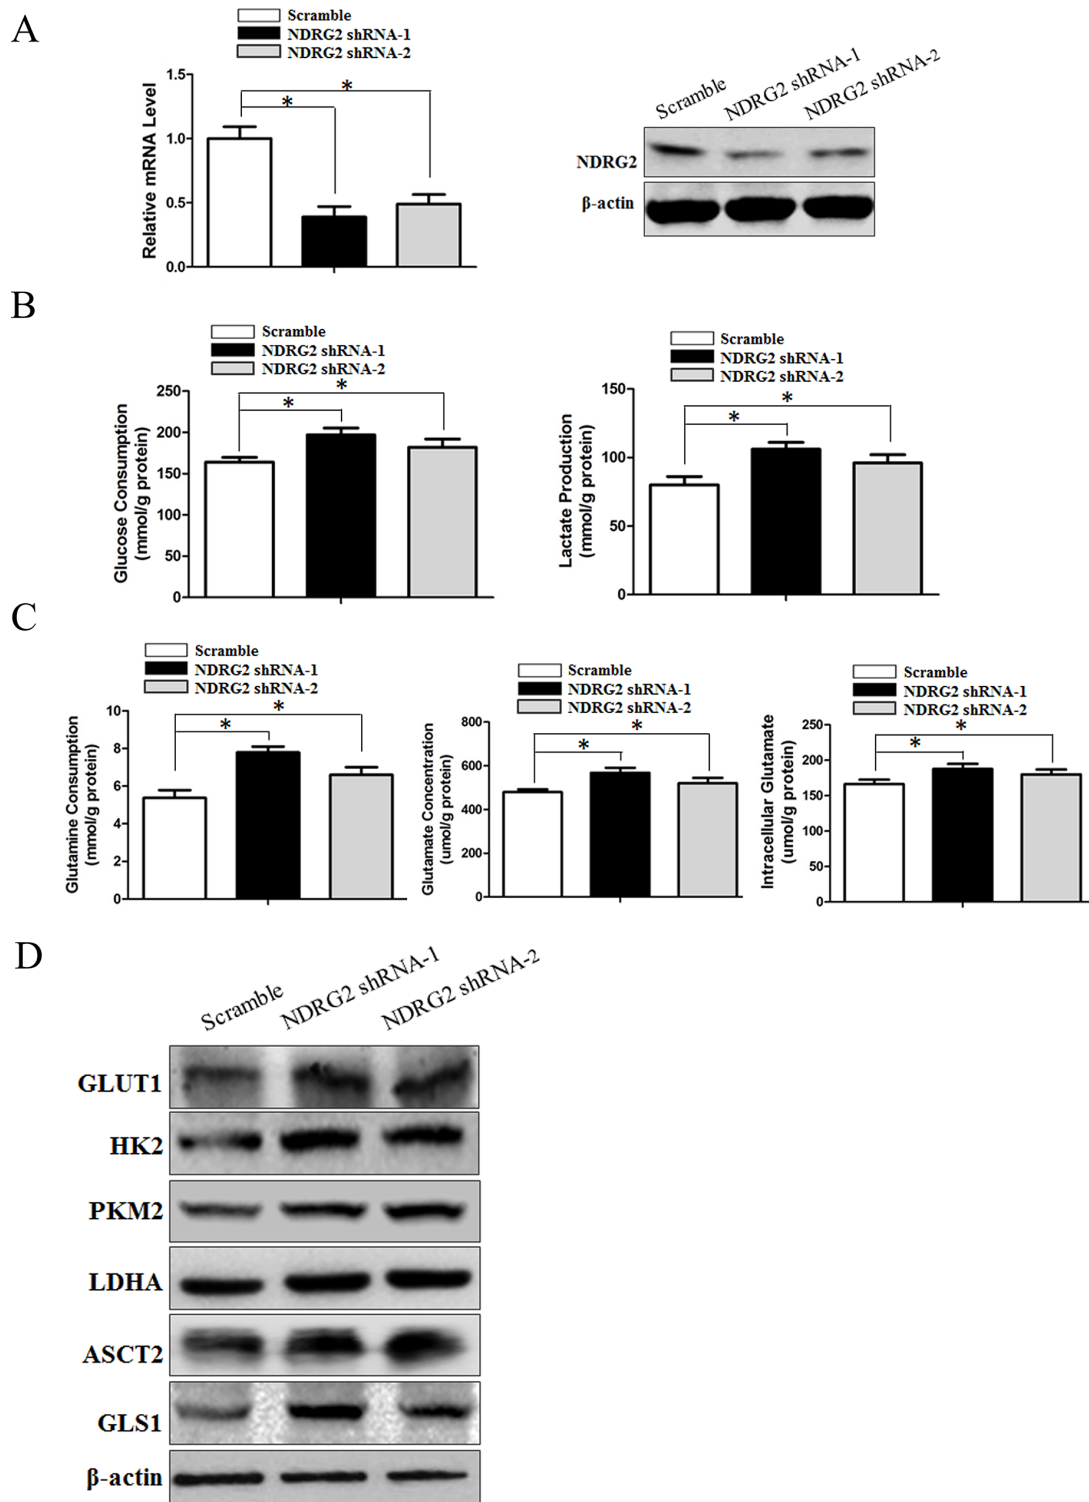 A
Scramble
NDRG2 shRNA-1
NDRG2 shRNA-2
Relative mRNA Level
1.5
1.0
0.5
0.0
*
*
Scramble
NDRG2 shRNA-1
NDRG2 shRNA-2
NDRG2
β-actin
B
Scramble
NDRG2 shRNA-1
NDRG2 shRNA-2
Glucose Consumption
(mmol/g protein)
250
200
150
100
50
0
*
*
Scramble
NDRG2 shRNA-1
NDRG2 shRNA-2
Lactate Production
(mmol/g protein)
150
100
50
0
*
*
C
Scramble
NDRG2 shRNA-1
NDRG2 shRNA-2
Glutamine Consumption
(mmol/g protein)
10
8
6
4
2
0
*
*
Scramble
NDRG2 shRNA-1
NDRG2 shRNA-2
Glutamate Concentration
(umol/g protein)
800
600
400
200
0
*
*
Scramble
NDRG2 shRNA-1
NDRG2 shRNA-2
Intracellular Glutamate
(umol/g protein)
250
200
150
100
50
0
*
*
D
Scramble
NDRG2 shRNA-1
NDRG2 shRNA-2
GLUT1
HK2
PKM2
LDHA
ASCT2
GLS1
β-actin